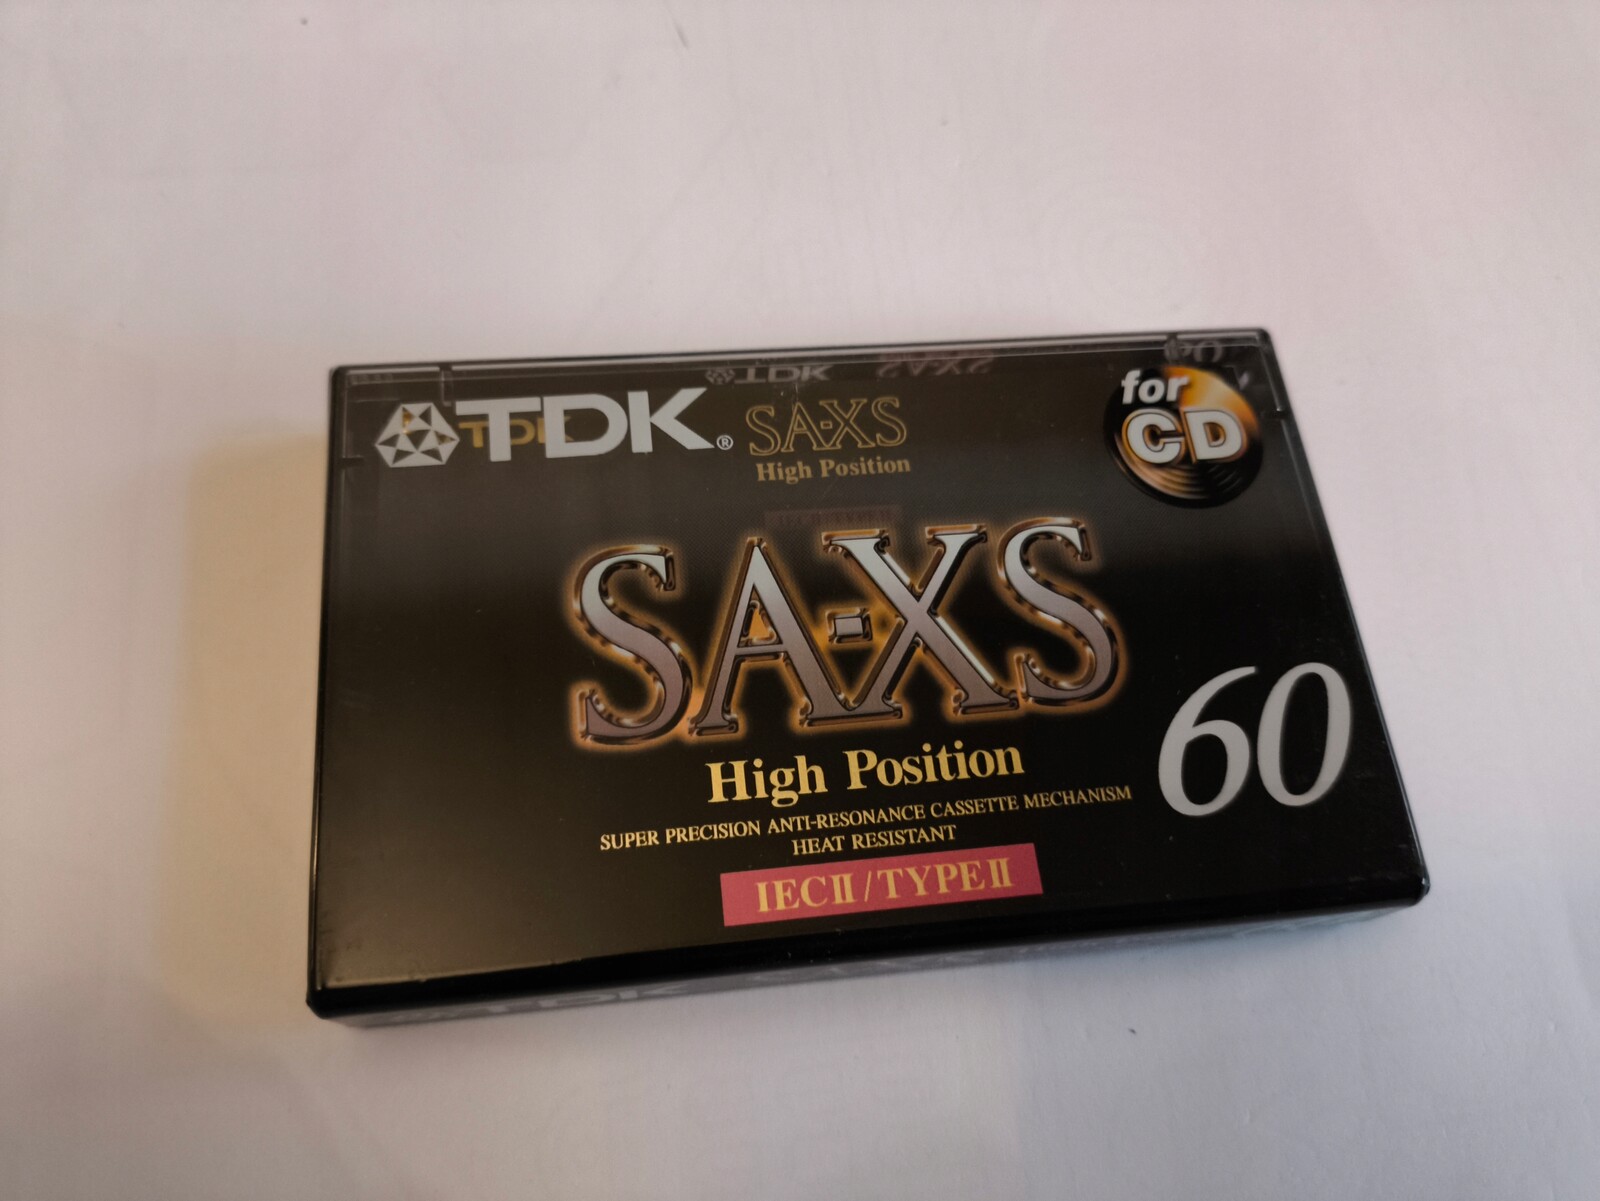 TDK®
SA-XS
High Position
for
CD
SA-XS
High Position
60
SUPER PRECISION ANTI-RESONANCE CASSETTE MECHANISM
HEAT RESISTANT
IECII/TYPEII